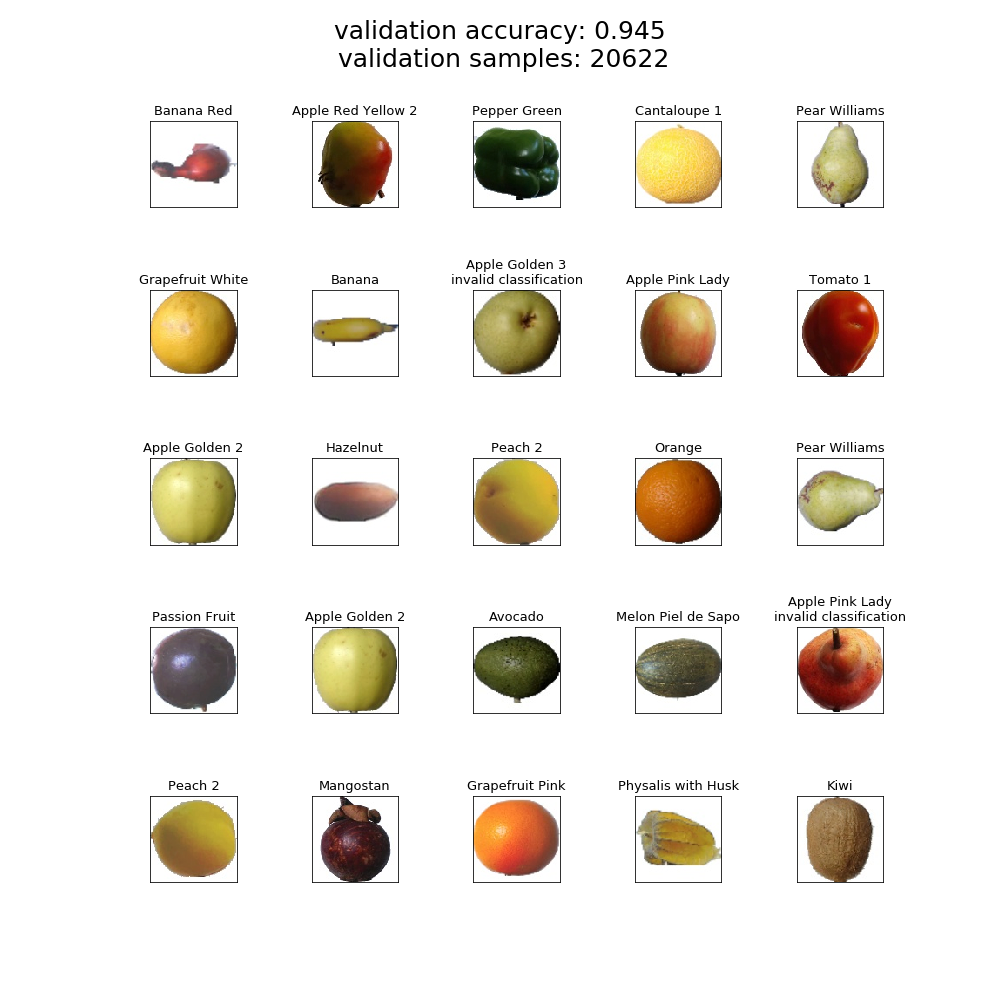 validation accuracy: 0.945
validation samples: 20622
Banana Red
Apple Red Yellow 2
Pepper Green
Cantaloupe 1
Pear Williams
Grapefruit White
Banana
Apple Golden 3
invalid classification
Apple Pink Lady
Tomato 1
Apple Golden 2
Hazelnut
Peach 2
Orange
Pear Williams
Passion Fruit
Apple Golden 2
Avocado
Melon Piel de Sapo
Apple Pink Lady
invalid classification
Peach 2
Mangostan
Grapefruit Pink
Physalis with Husk
Kiwi